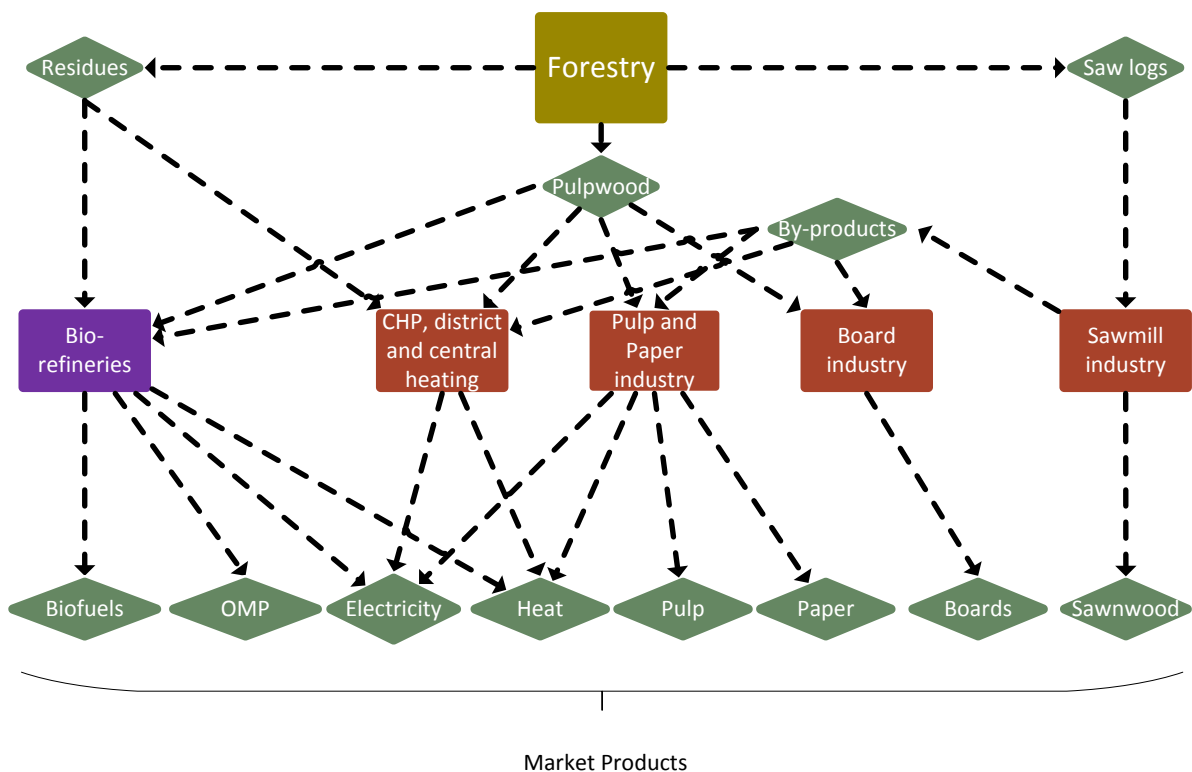 Residues
Forestry
Saw logs
Pulpwood
By-products
Bio-
refineries
CHP, district
and central
heating
Pulp and
Paper
industry
Board
industry
Sawmill
industry
Biofuels
OMP
Electricity
Heat
Pulp
Paper
Boards
Sawnwood
Market Products